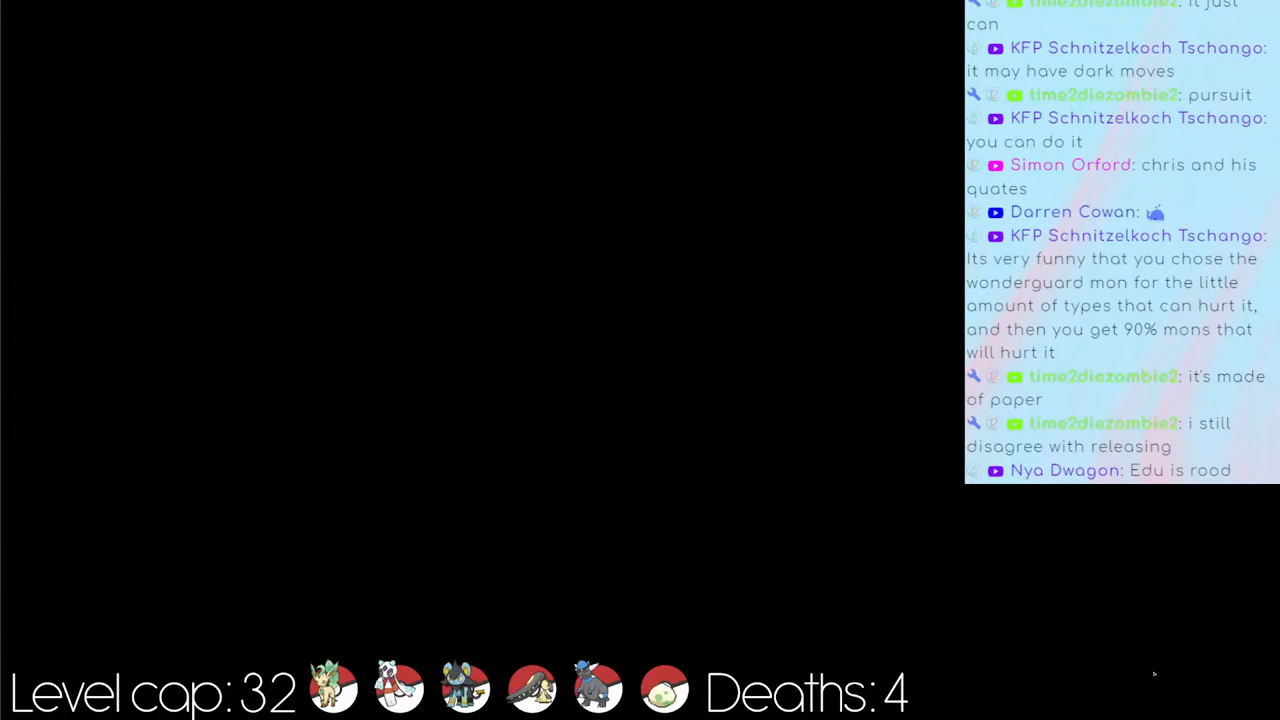 time2diezombie2: it just
can
KFP Schnitzelkoch Tschango:
it may have dark moves
time2diezombie2: pursuit
KFP Schnitzelkoch Tschango:
you can do it
Simon Orford: chris and his
quates
Darren Cowan:
KFP Schnitzelkoch Tschango:
Its very funny that you chose the
wonderguard mon for the little
amount of types that can hurt it,
and then you get 90% mons that
will hurt it
time2diezombie2: it's made
of paper
time2diezombie2: i still
disagree with releasing
Nya Dwagon: Edu is rood
Level cap: 32
Deaths: 4